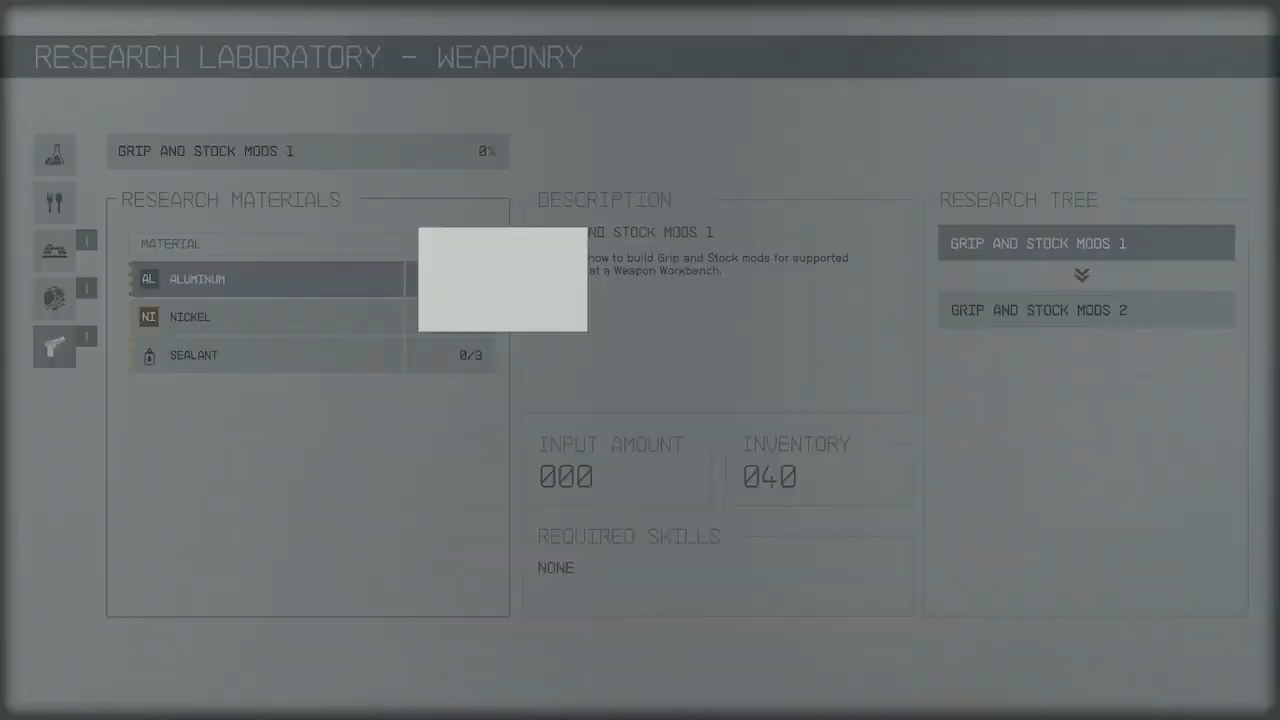 RESEARCH LABORATORY - WEAPONRY
GRIP AND STOCK MODS 1 0%
RESEARCH MATERIALS
MATERIAL
AL ALUMINUM
NI NICKEL
SEALANT 0/3
DESCRIPTION
STOCK MODS 1
how to build Grip and Stock mods for supported
at a Weapon Workbench.
INPUT AMOUNT
000
INVENTORY
040
REQUIRED SKILLS
NONE
RESEARCH TREE
GRIP AND STOCK MODS 1
GRIP AND STOCK MODS 2